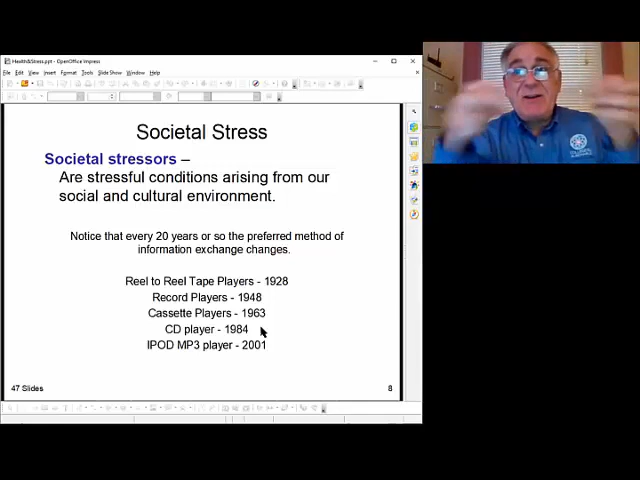 Health&Stress.ppt - OpenOffice Impress
File Edit View Insert Format Tools Slide Show Window Help
Societal Stress
Societal stressors –
Are stressful conditions arising from our
social and cultural environment.
Notice that every 20 years or so the preferred method of
information exchange changes.
Reel to Reel Tape Players - 1928
Record Players - 1948
Cassette Players - 1963
CD player - 1984
IPOD MP3 player - 2001
47 Slides
8